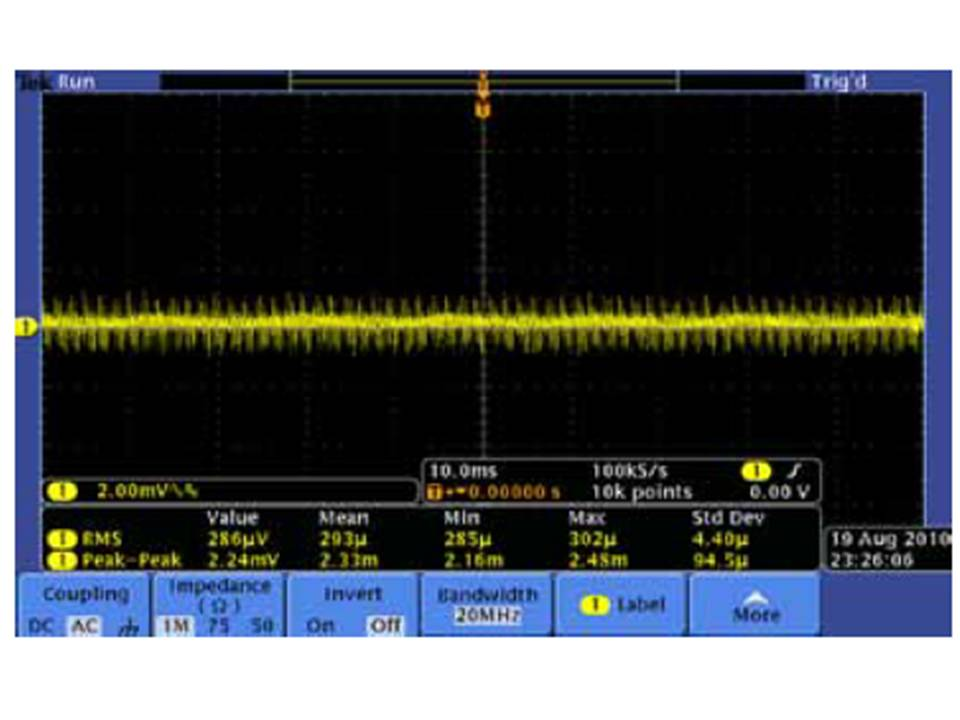 Tek Run Trig'd
1
10.0ms 100kS/s 1
1 2.00mV T 0.00000 s 10k points 0.00 V
Value Mean Min Max Std Dev
1 RMS 286µV 293µ 285µ 302µ 4.40µ
1 Peak-Peak 2.24mV 2.33m 2.16m 2.48m 94.5µ
19 Aug 2010
23:26:06
Coupling Impedance Invert Bandwidth 1 Label More
(Ω) 20MHz
DC AC 1M 75 50 On Off